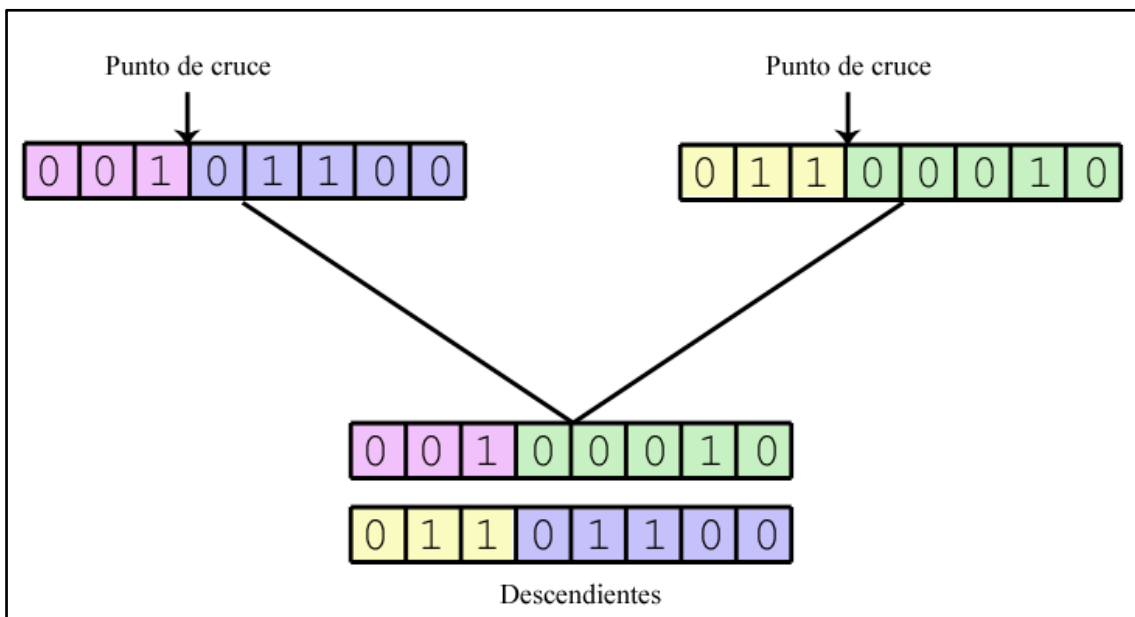 Punto de cruce Punto de cruce
0 0 1 0 1 1 0 0 0 1 1 0 0 0 1 0
0 0 1 0 0 0 1 0
0 1 1 0 1 1 0 0
Descendientes